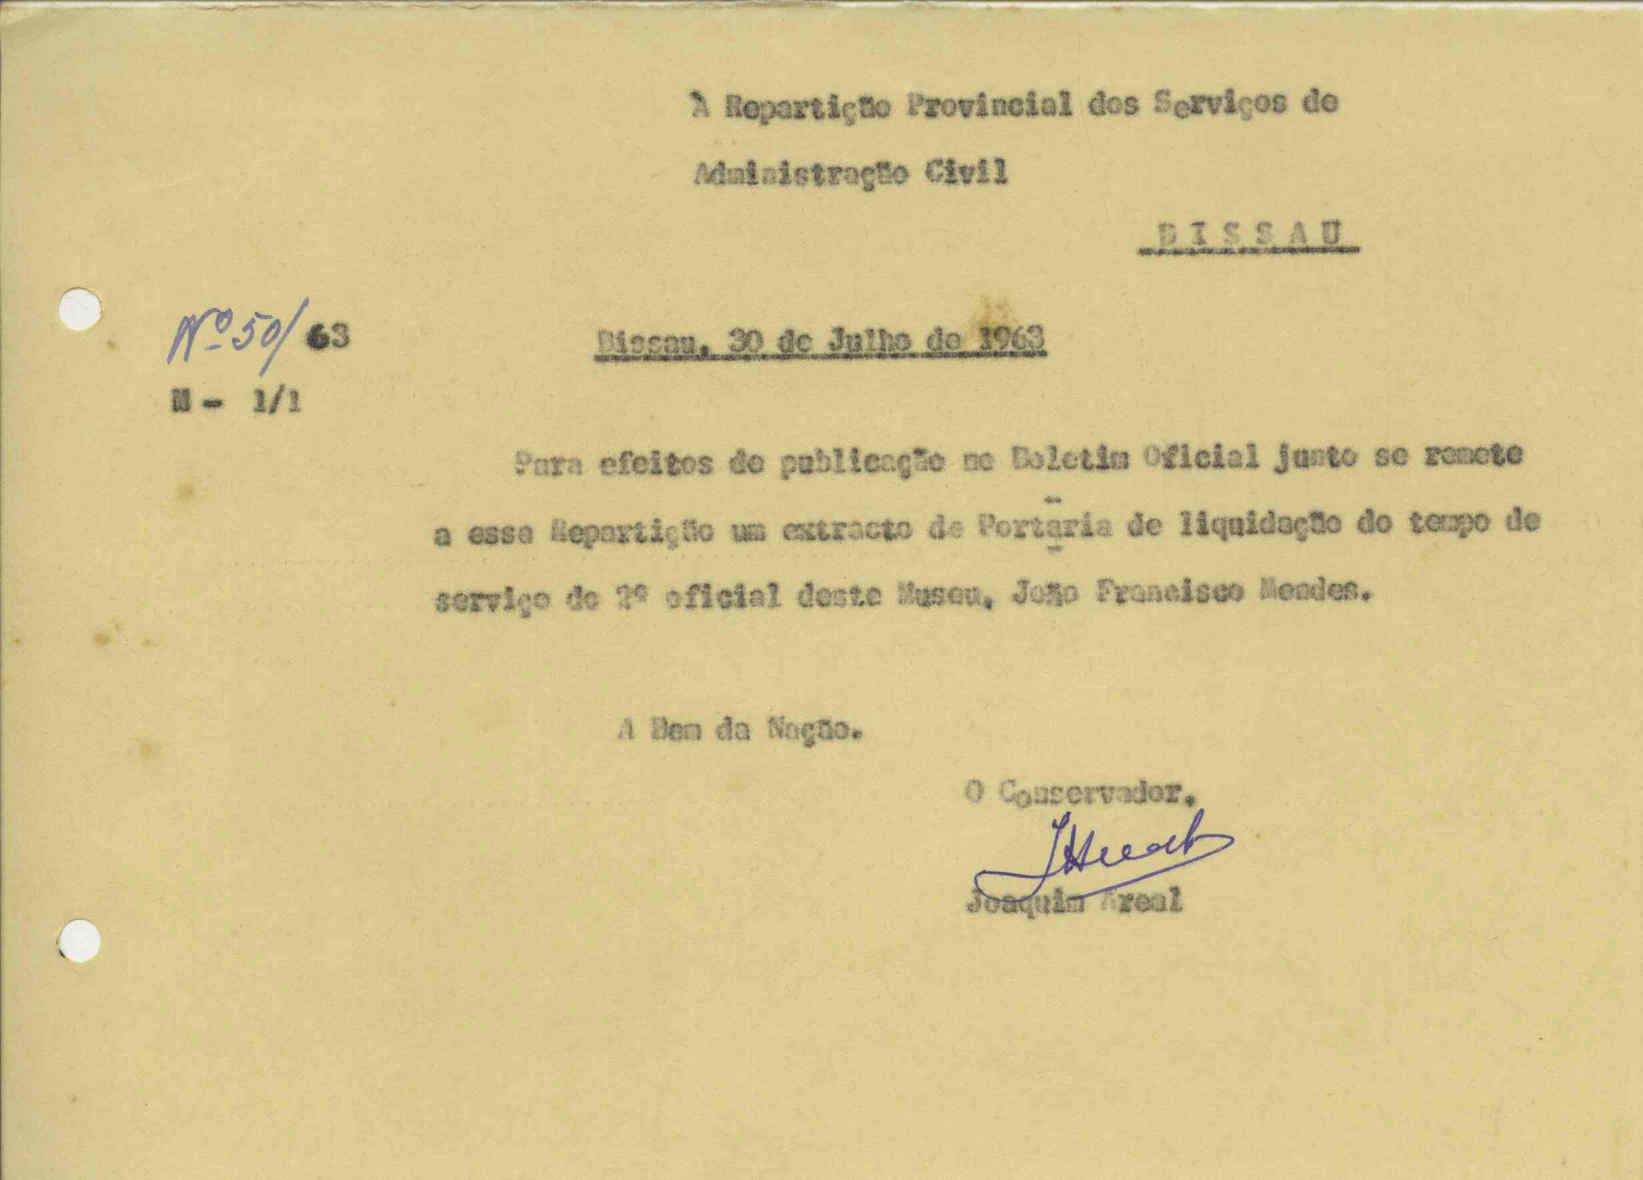 À Repartição Provincial dos Serviços de
Administração Civil
BISSAU
Nº 50/63
Bissau, 30 de Julho de 1963
M - 1/1
Para efeitos de publicação no Boletim Oficial junto se remete
a essa Repartição um extracto de Portaria de liquidação do tempo de
serviço do 2º oficial deste Museu, João Francisco Mendes.
A Bem da Nação.
O Conservador,
Joaquim Areal